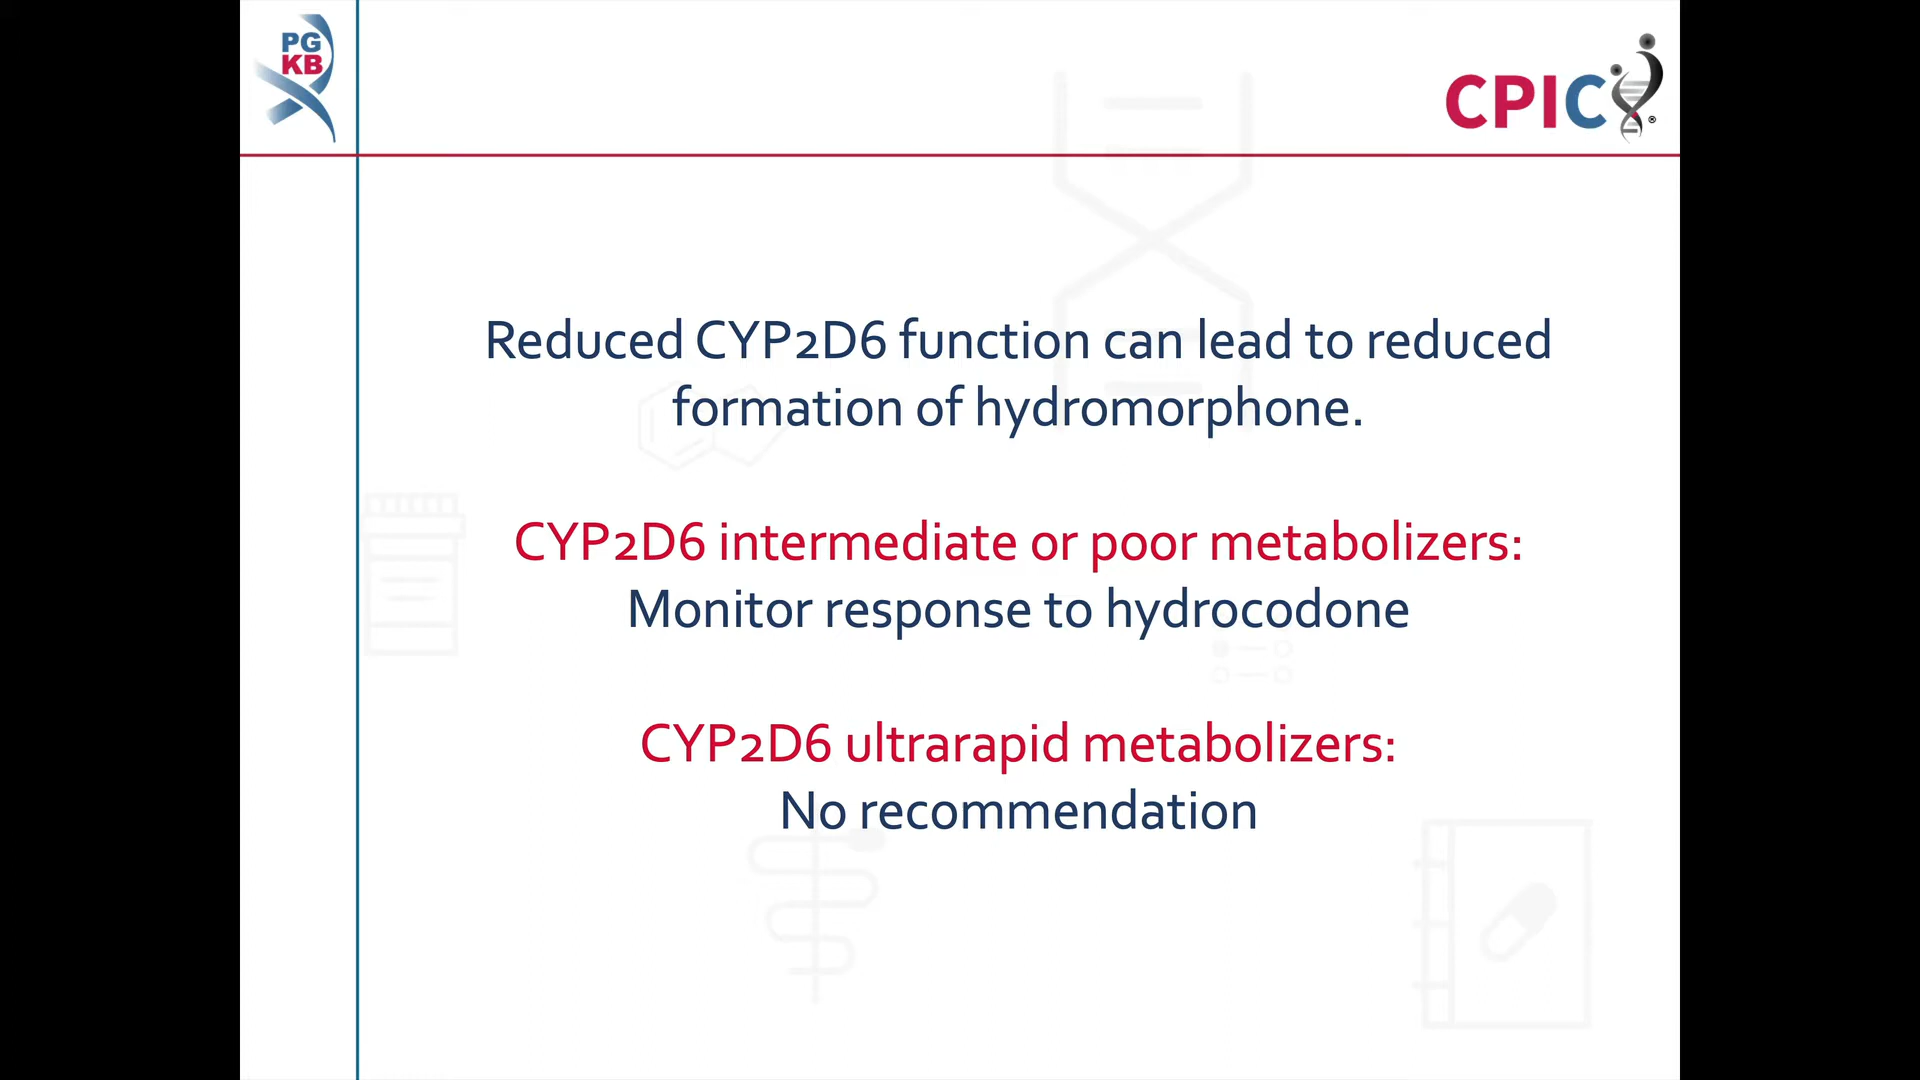 PG
KB
CPIC®
Reduced CYP2D6 function can lead to reduced
formation of hydromorphone.
CYP2D6 intermediate or poor metabolizers:
Monitor response to hydrocodone
CYP2D6 ultrarapid metabolizers:
No recommendation